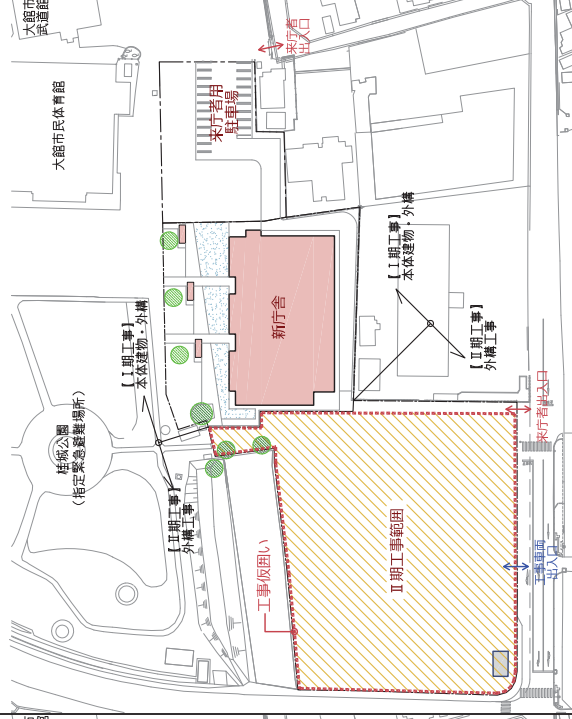 大館市
武道館
大館市民体育館
来庁者
出入口
来庁者用
駐車場
【Ⅰ期工事】
本体建物・外構
【Ⅱ期工事】
外構工事
新庁舎
【Ⅰ期工事】
本体建物・外構
桂城公園
（指定緊急避難場所）
【Ⅱ期工事】
外構工事
来庁者出入口
工事仮囲い
Ⅱ期工事範囲
工事車両
出入口